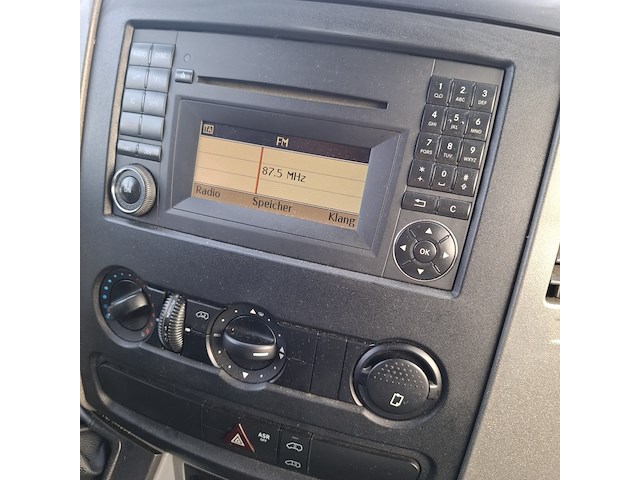 FM
87.5 MHz
Radio
Speicher
Klang
1 2 ABC 3 DEF
4 GHI 5 JKL 6 MNO
7 PQRS 8 TUV 9 WXYZ
* 0 #
+
C
OK
ASR
OFF